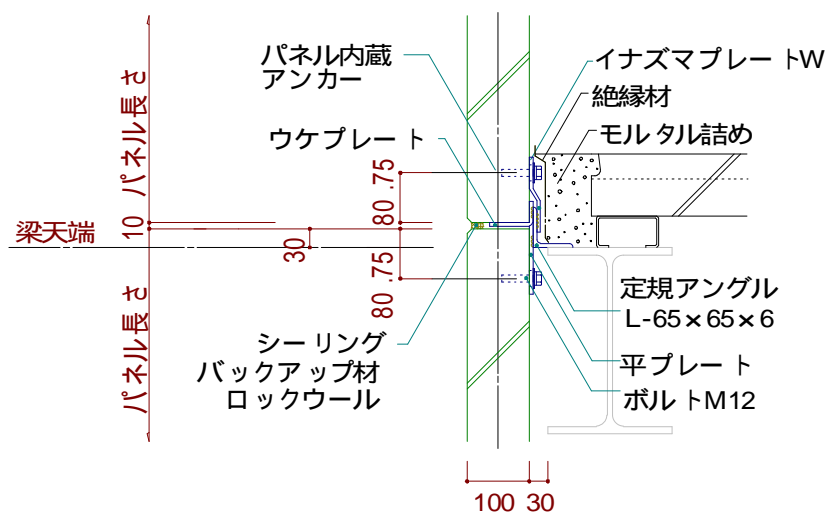 パネル内蔵
アンカー
ウケプレート
イナズマプレートW
絶縁材
モルタル詰め
パネル長さ
10
80.75
梁天端
30
80.75
パネル長さ
シーリング
バックアップ材
ロックウール
定規アングル
L-65×65×6
平プレート
ボルトM12
100 30